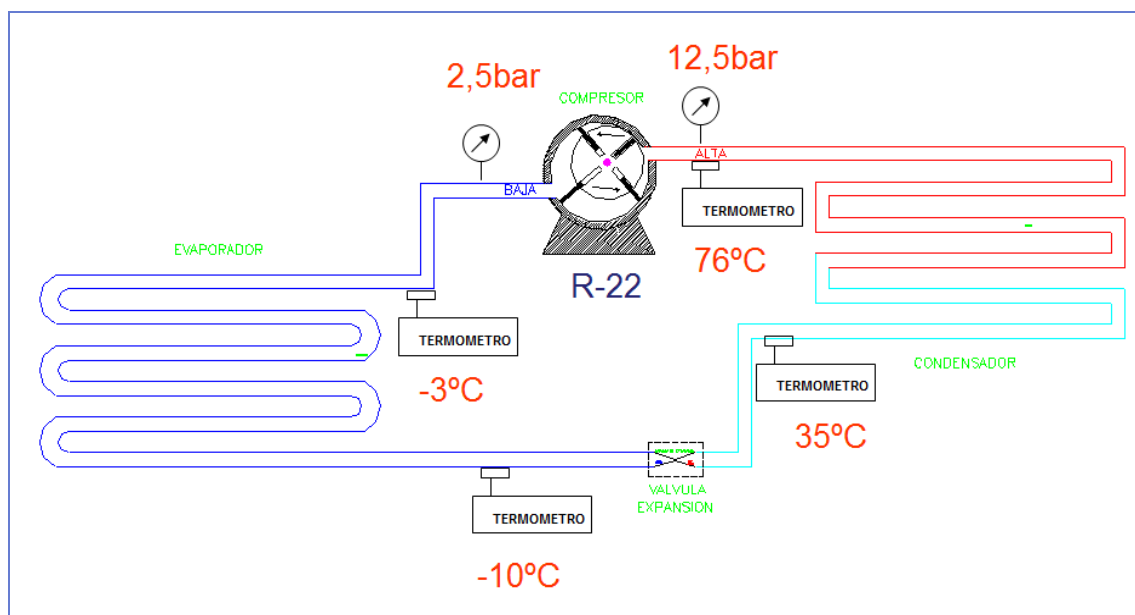 12,5bar
2,5bar
COMPRESOR
ALTA
BAJA
TERMOMETRO
EVAPORADOR
76ºC
R-22
TERMOMETRO
-3ºC
CONDENSADOR
TERMOMETRO
35ºC
VALVULA
EXPANSION
TERMOMETRO
-10ºC